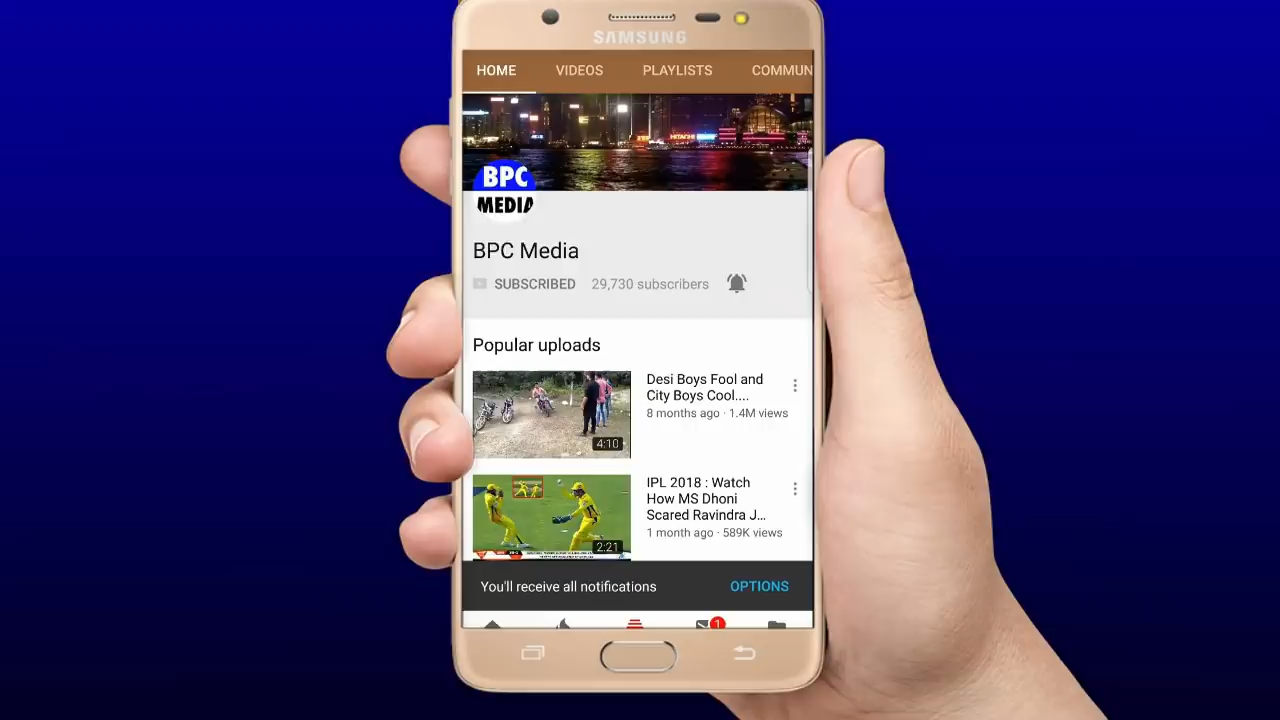 SAMSUNG
HOME VIDEOS PLAYLISTS COMMUN
HITACHI
BPC
MEDIA
BPC Media
SUBSCRIBED 29,730 subscribers
Popular uploads
Desi Boys Fool and
City Boys Cool....
8 months ago · 1.4M views
4:10
IPL 2018 : Watch
How MS Dhoni
Scared Ravindra J...
1 month ago · 589K views
2:21
You'll receive all notifications OPTIONS
1